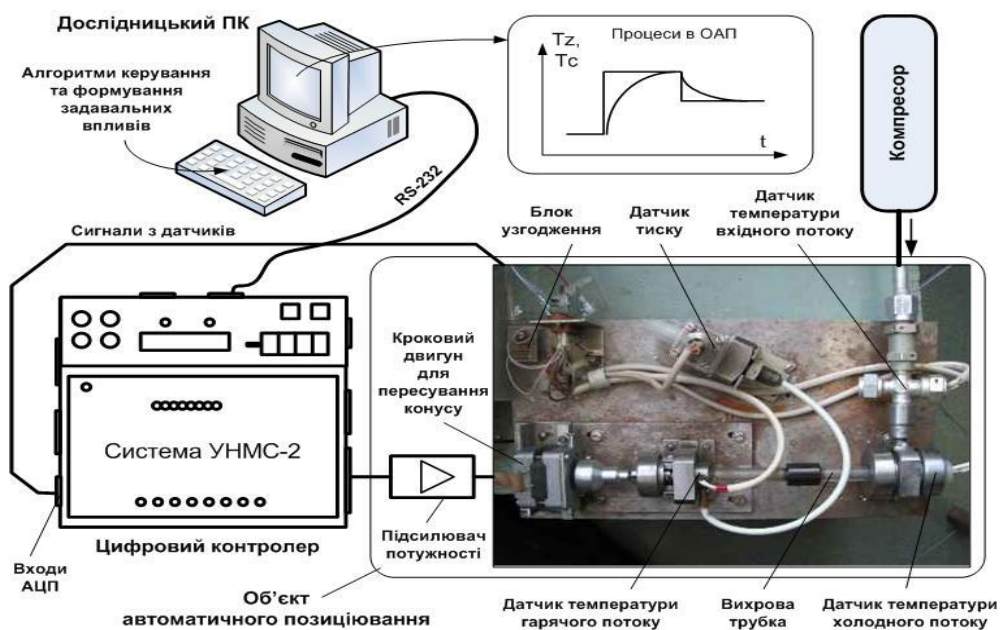 Дослідницький ПК
Алгоритми керування
та формування
задавальних
впливів
RS-232
Tz,
Tc
Процеси в ОАП
t
Компресор
Сигнали з датчиків
Блок
узгодження
Датчик
тиску
Датчик
температури
вхідного потоку
Кроковий
двигун
для
пересування
конусу
Система УНМС-2
Цифровий контролер
Входи
АЦП
Підсилювач
потужності
Об’єкт
автоматичного позиціювання
Датчик температури
гарячого потоку
Вихрова
трубка
Датчик температури
холодного потоку